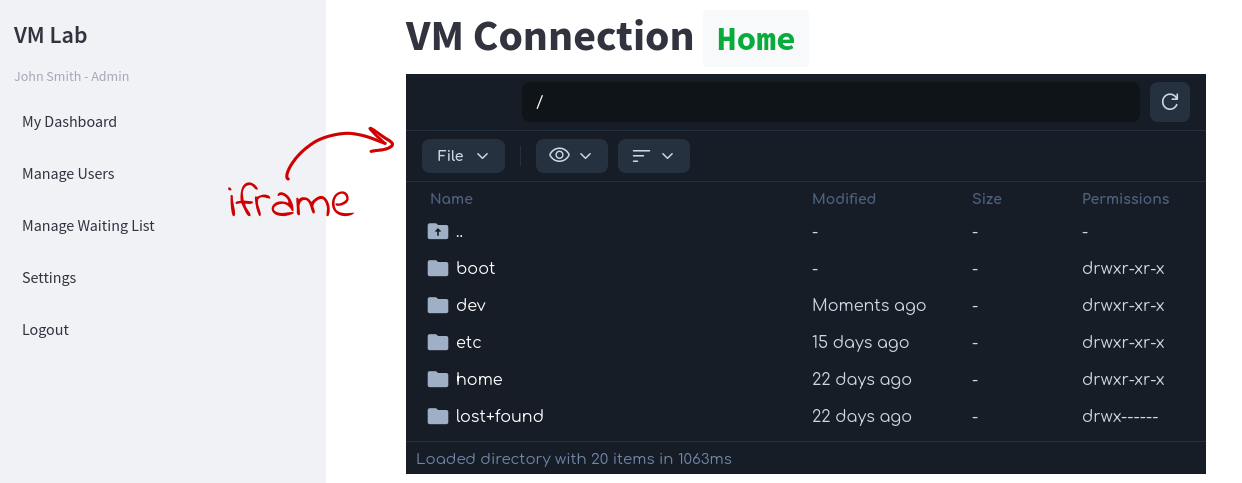 VM Lab
John Smith - Admin
My Dashboard
Manage Users
Manage Waiting List
Settings
Logout
iframe
VM Connection Home
/
File
Name Modified Size Permissions
.. - - -
boot - - drwxr-xr-x
dev Moments ago - drwxr-xr-x
etc 15 days ago - drwxr-xr-x
home 22 days ago - drwxr-xr-x
lost+found 22 days ago - drwx------
Loaded directory with 20 items in 1063ms